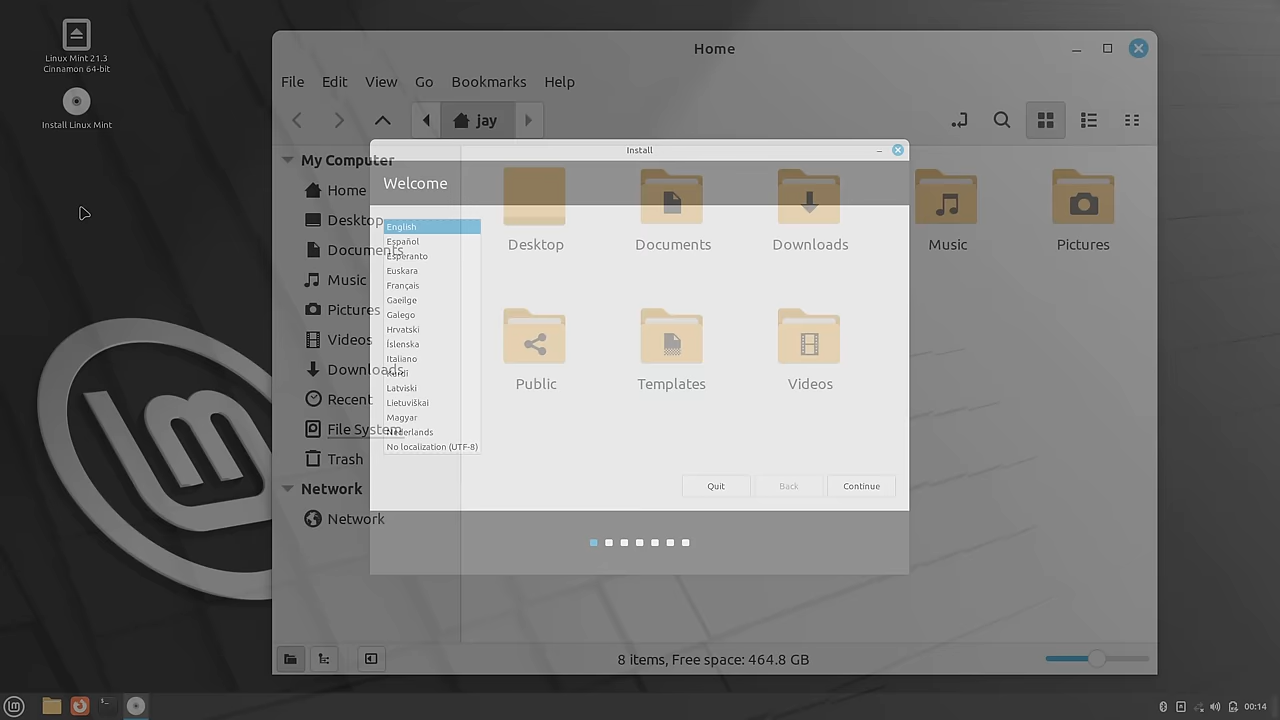 Linux Mint 21.3
Cinnamon 64-bit
Install Linux Mint
Home
File Edit View Go Bookmarks Help
jay
Install
Welcome
My Computer
Home
Desktop
Documents
Music
Pictures
Videos
Downloads
Recent
File System
Trash
Network
Network
English
Español
Esperanto
Euskara
Français
Gaeilge
Galego
Hrvatski
Íslenska
Italiano
Kurdî
Latviski
Lietuviškai
Magyar
Nederlands
No localization (UTF-8)
Desktop
Documents
Downloads
Music
Pictures
Public
Templates
Videos
Quit
Back
Continue
8 items, Free space: 464.8 GB
00:14